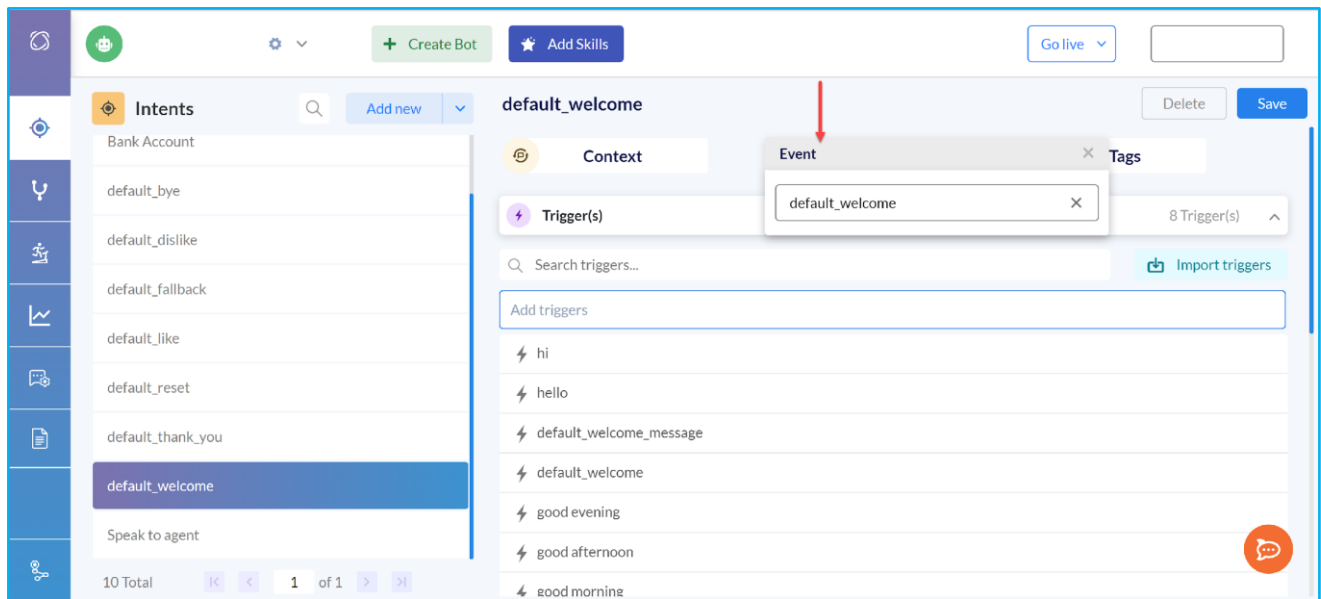 Create Bot
Add Skills
Go live
Intents
Add new
default_welcome
Delete
Save
Bank Account
default_bye
default_dislike
default_fallback
default_like
default_reset
default_thank_you
default_welcome
Speak to agent
10 Total
1 of 1
Context
Event
Tags
default_welcome
Trigger(s)
8 Trigger(s)
Search triggers...
Import triggers
Add triggers
hi
hello
default_welcome_message
default_welcome
good evening
good afternoon
good morning